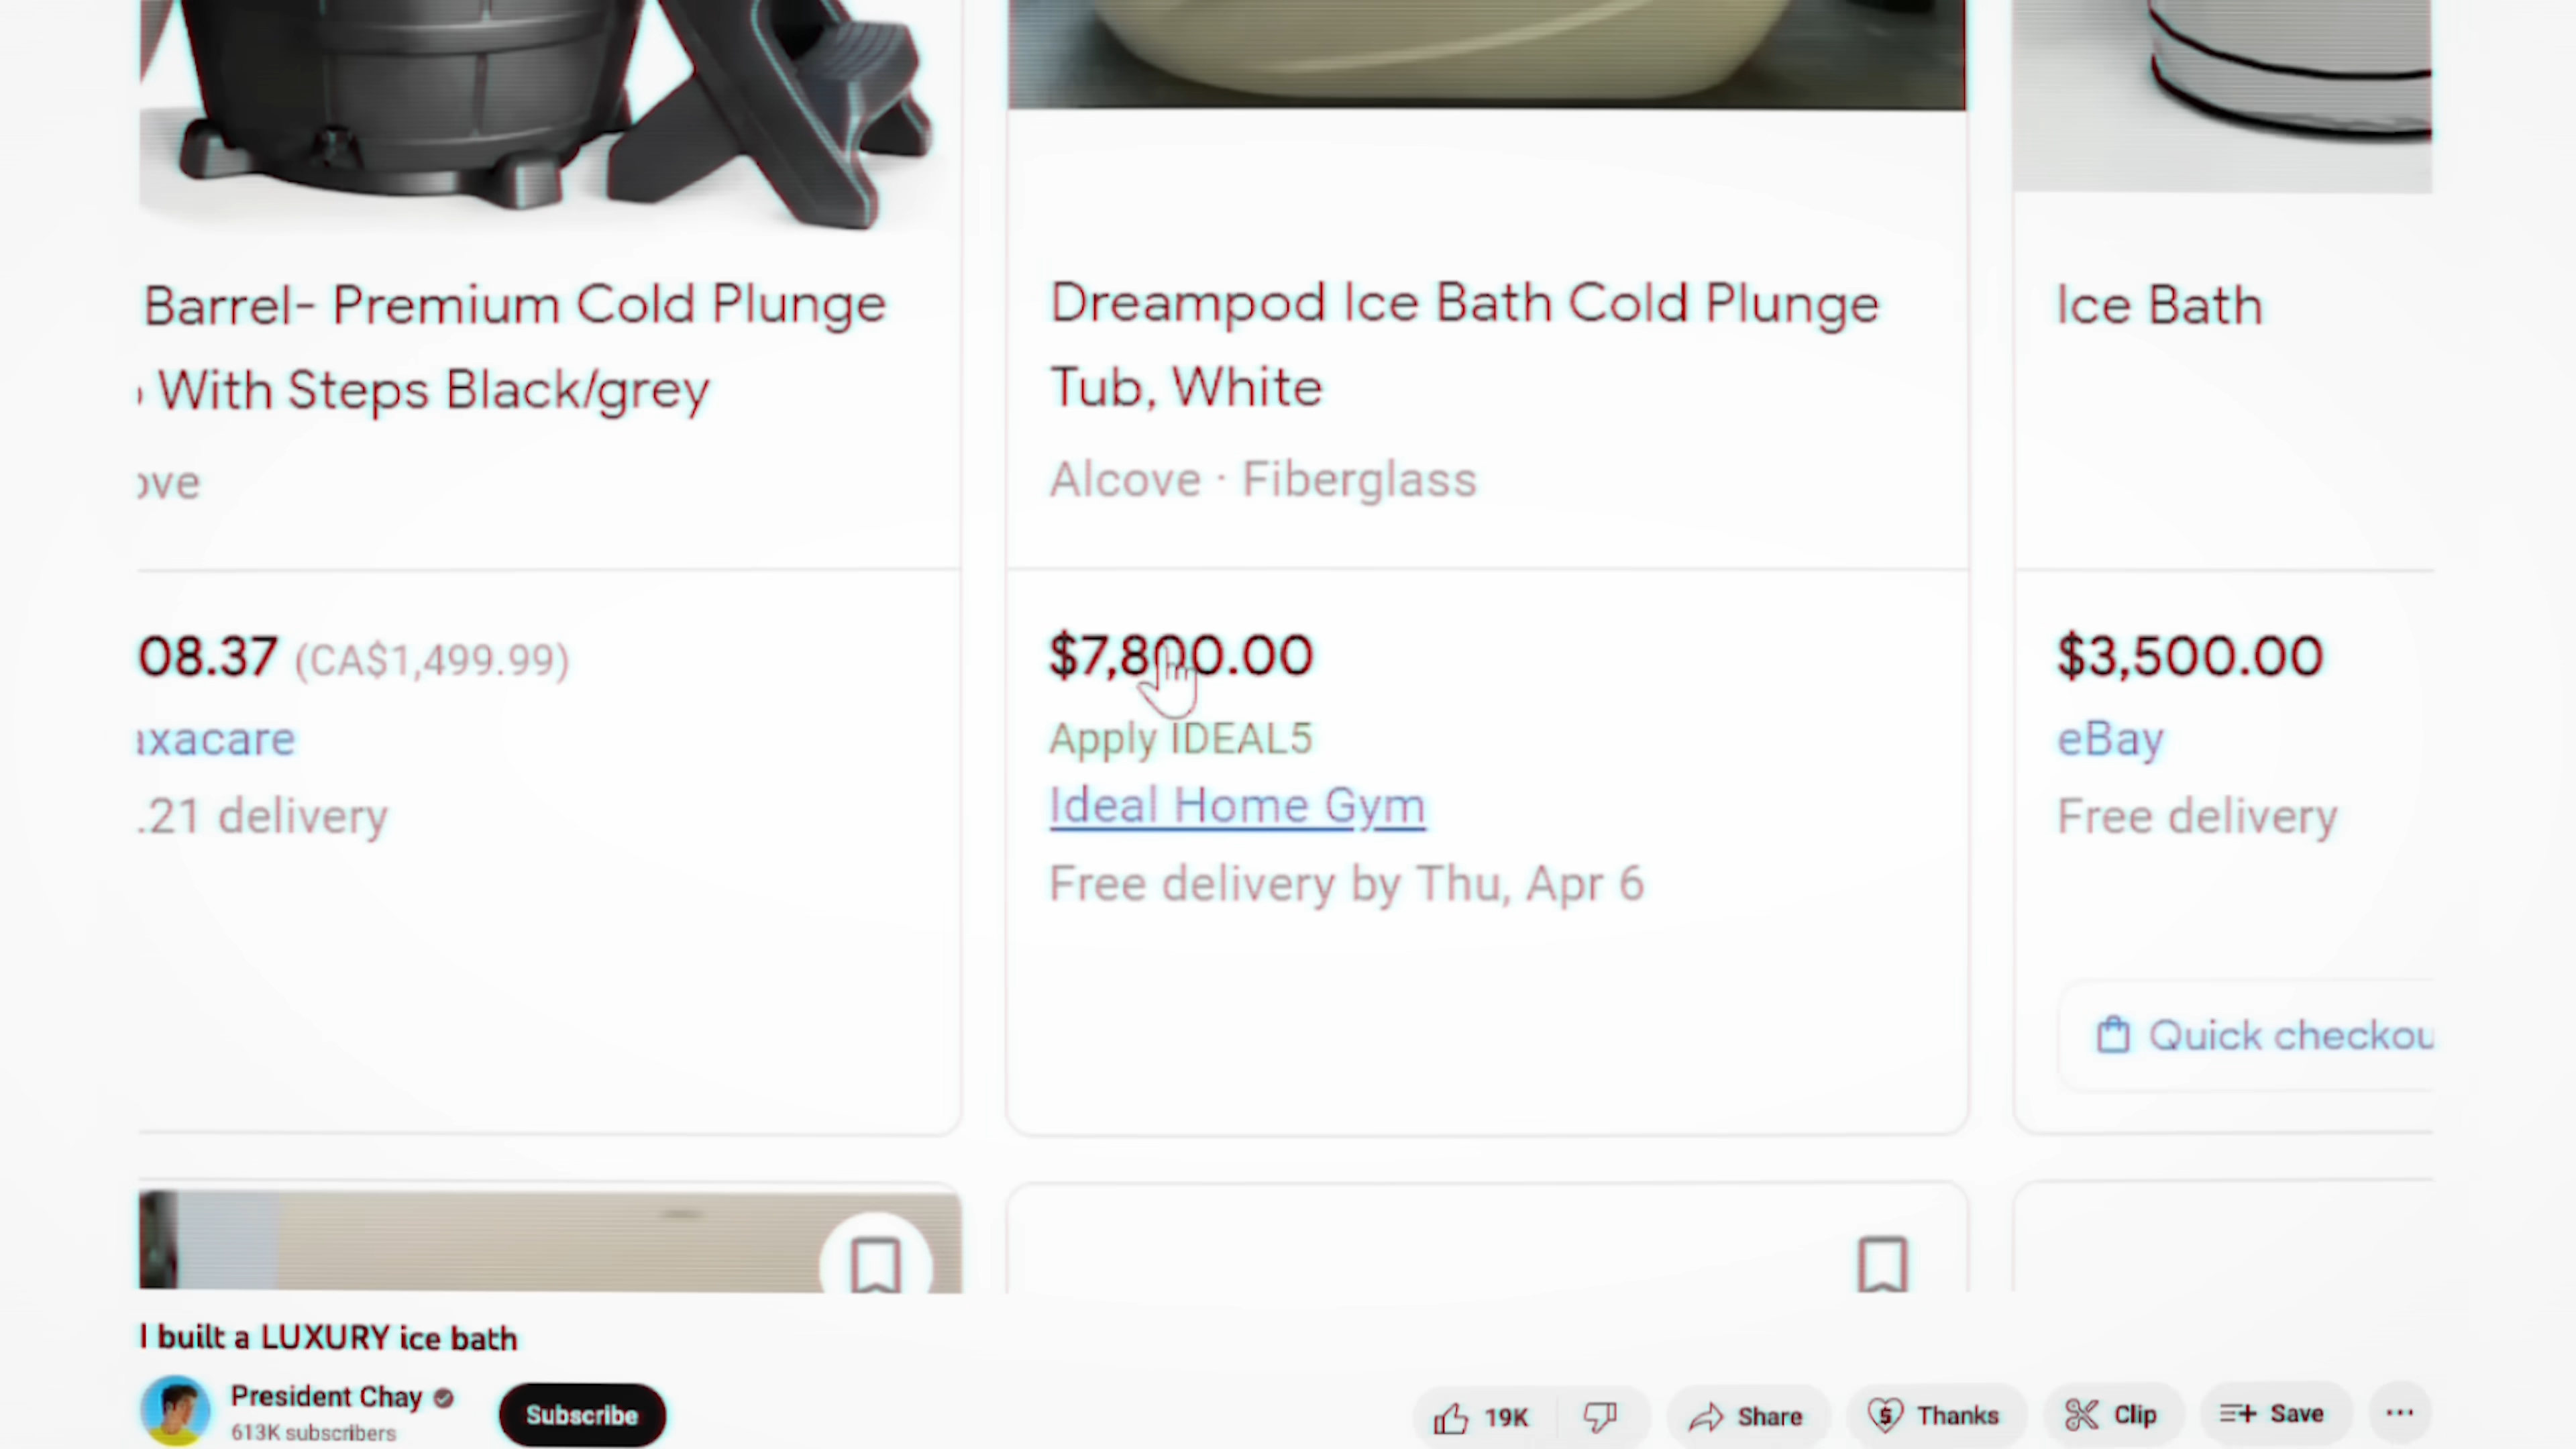 Barrel- Premium Cold Plunge
With Steps Black/grey
08.37 (CA$1,499.99)
.21 delivery
Dreampod Ice Bath Cold Plunge
Tub, White
Alcove · Fiberglass
$7,800.00
Apply IDEAL5
Ideal Home Gym
Free delivery by Thu, Apr 6
Ice Bath
$3,500.00
eBay
Free delivery
Quick checkou
I built a LUXURY ice bath
President Chay
613K subscribers
Subscribe
19K
Share
Thanks
Clip
Save